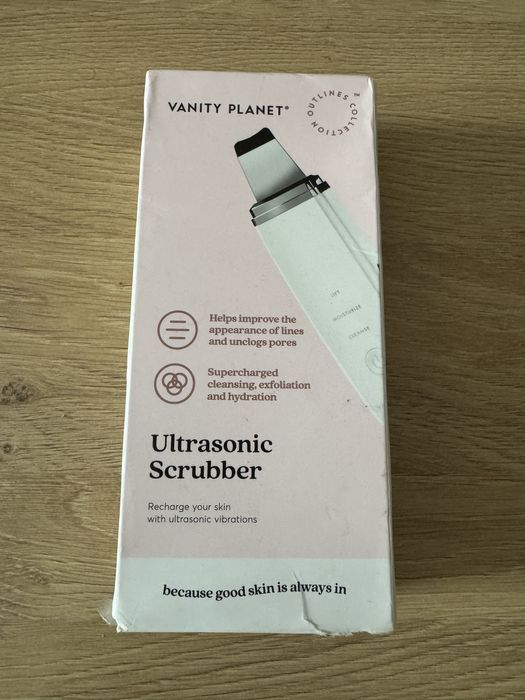 VANITY PLANET®
THE OUTLINES COLLECTION
LIFT
MOISTURIZE
CLEANSE
Helps improve the
appearance of lines
and unclogs pores
Supercharged
cleansing, exfoliation
and hydration
Ultrasonic
Scrubber
Recharge your skin
with ultrasonic vibrations
because good skin is always in